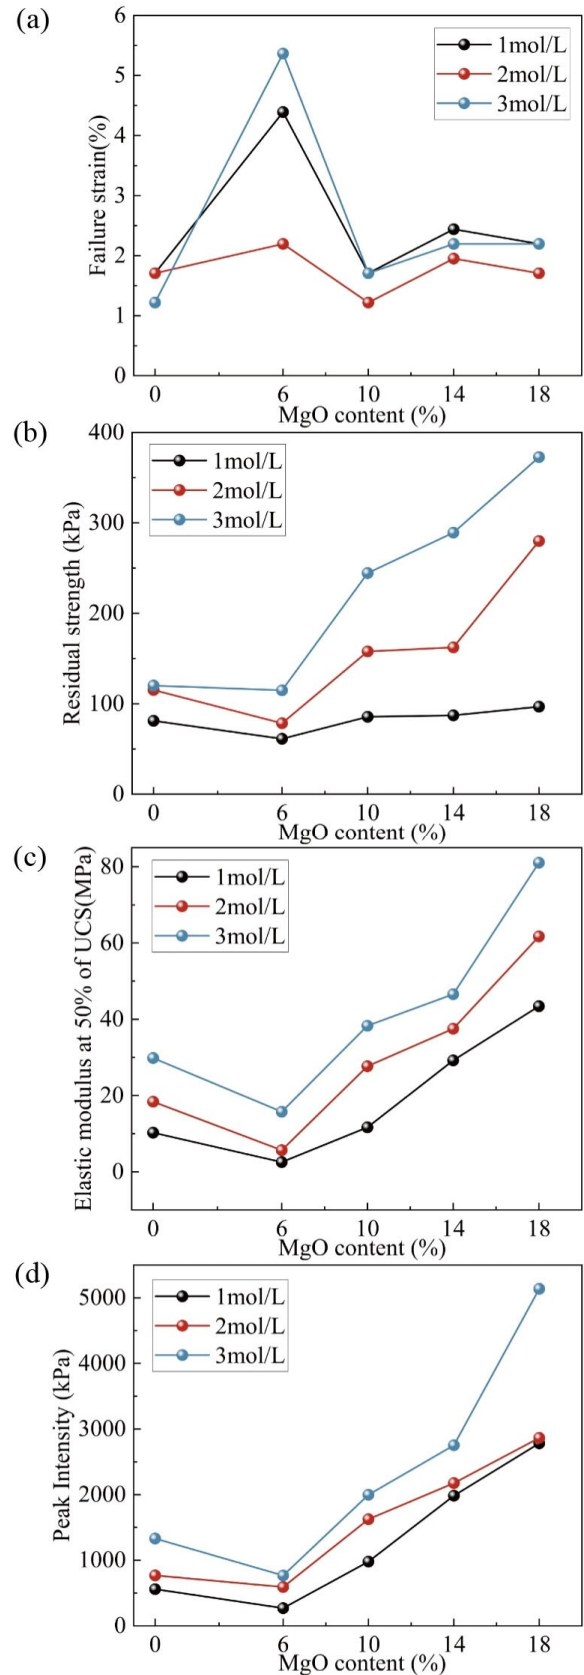 (a)
6
5
4
3
2
1
0
Failure strain(%)
1mol/L
2mol/L
3mol/L
0 6 10 14 18
MgO content (%)
(b)
400
300
200
100
0
Residual strength (kPa)
1mol/L
2mol/L
3mol/L
0 6 10 14 18
MgO content (%)
(c)
80
60
40
20
0
Elastic modulus at 50% of UCS(MPa)
1mol/L
2mol/L
3mol/L
0 6 10 14 18
MgO content (%)
(d)
5000
4000
3000
2000
1000
0
Peak Intensity (kPa)
1mol/L
2mol/L
3mol/L
0 6 10 14 18
MgO content (%)